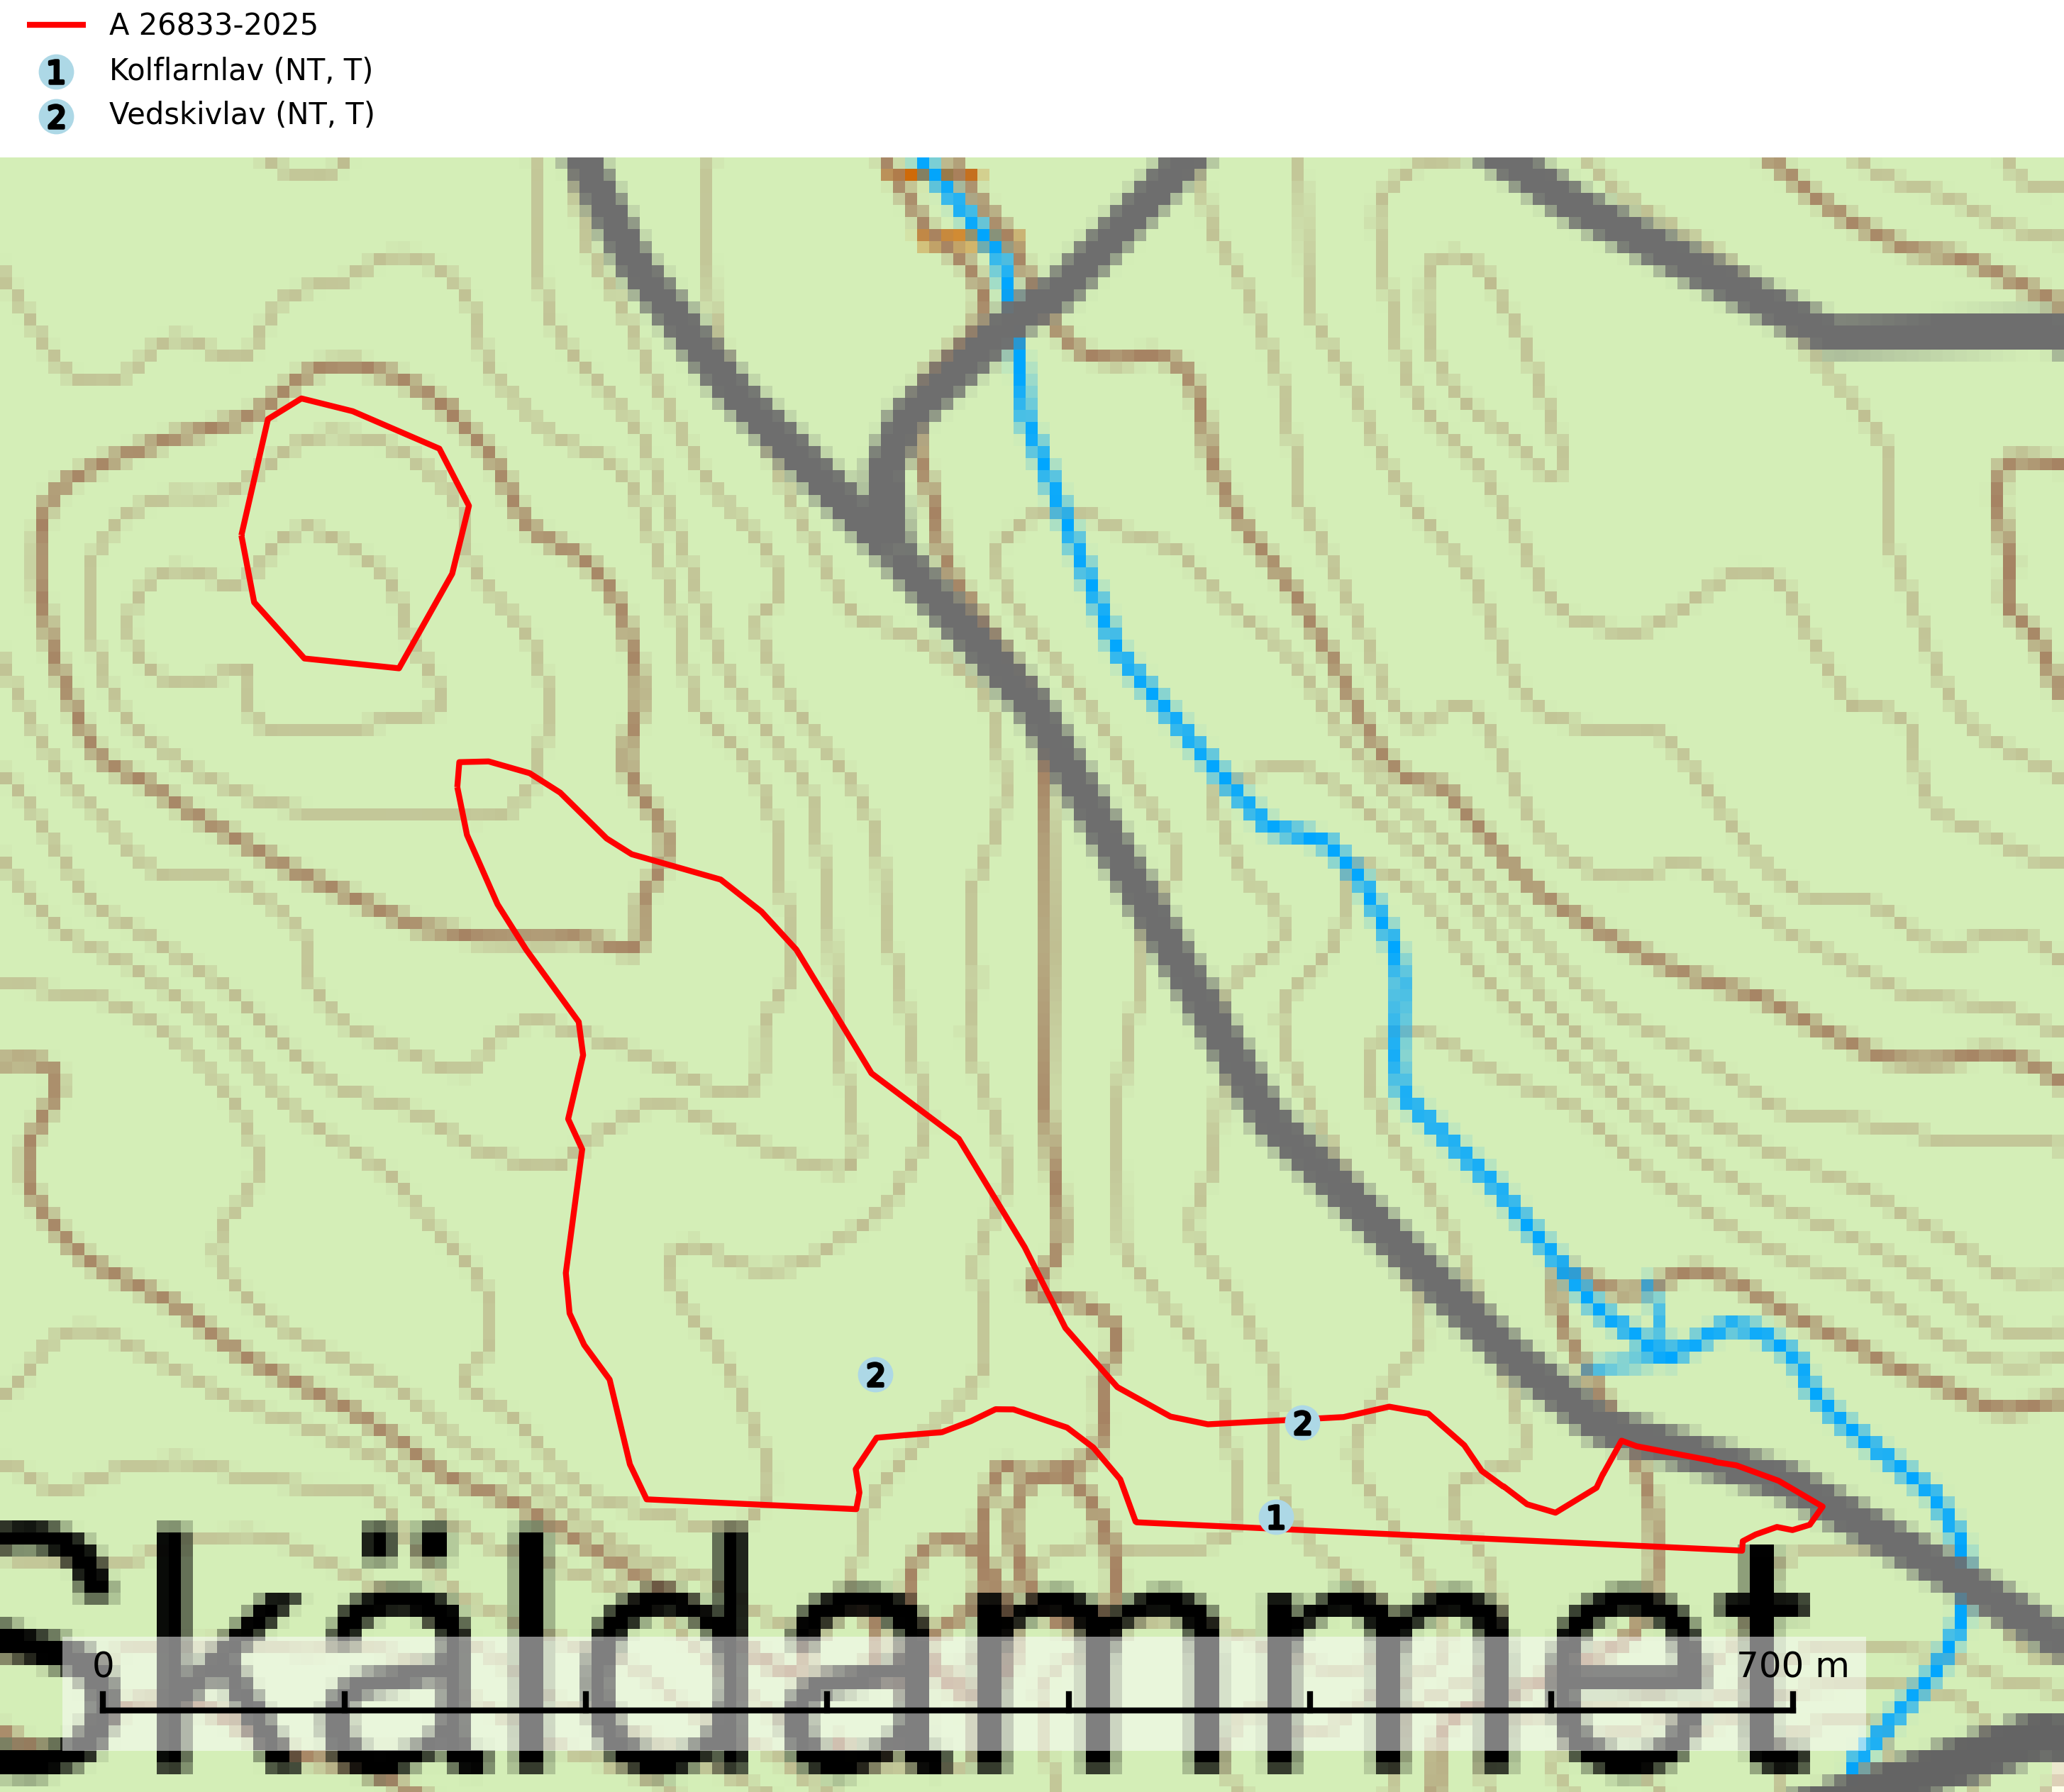 A 26833-2025
1 Kolflarnlav (NT, T)
2 Vedskivlav (NT, T)
2
2
1
Skäldammet
0 700 m